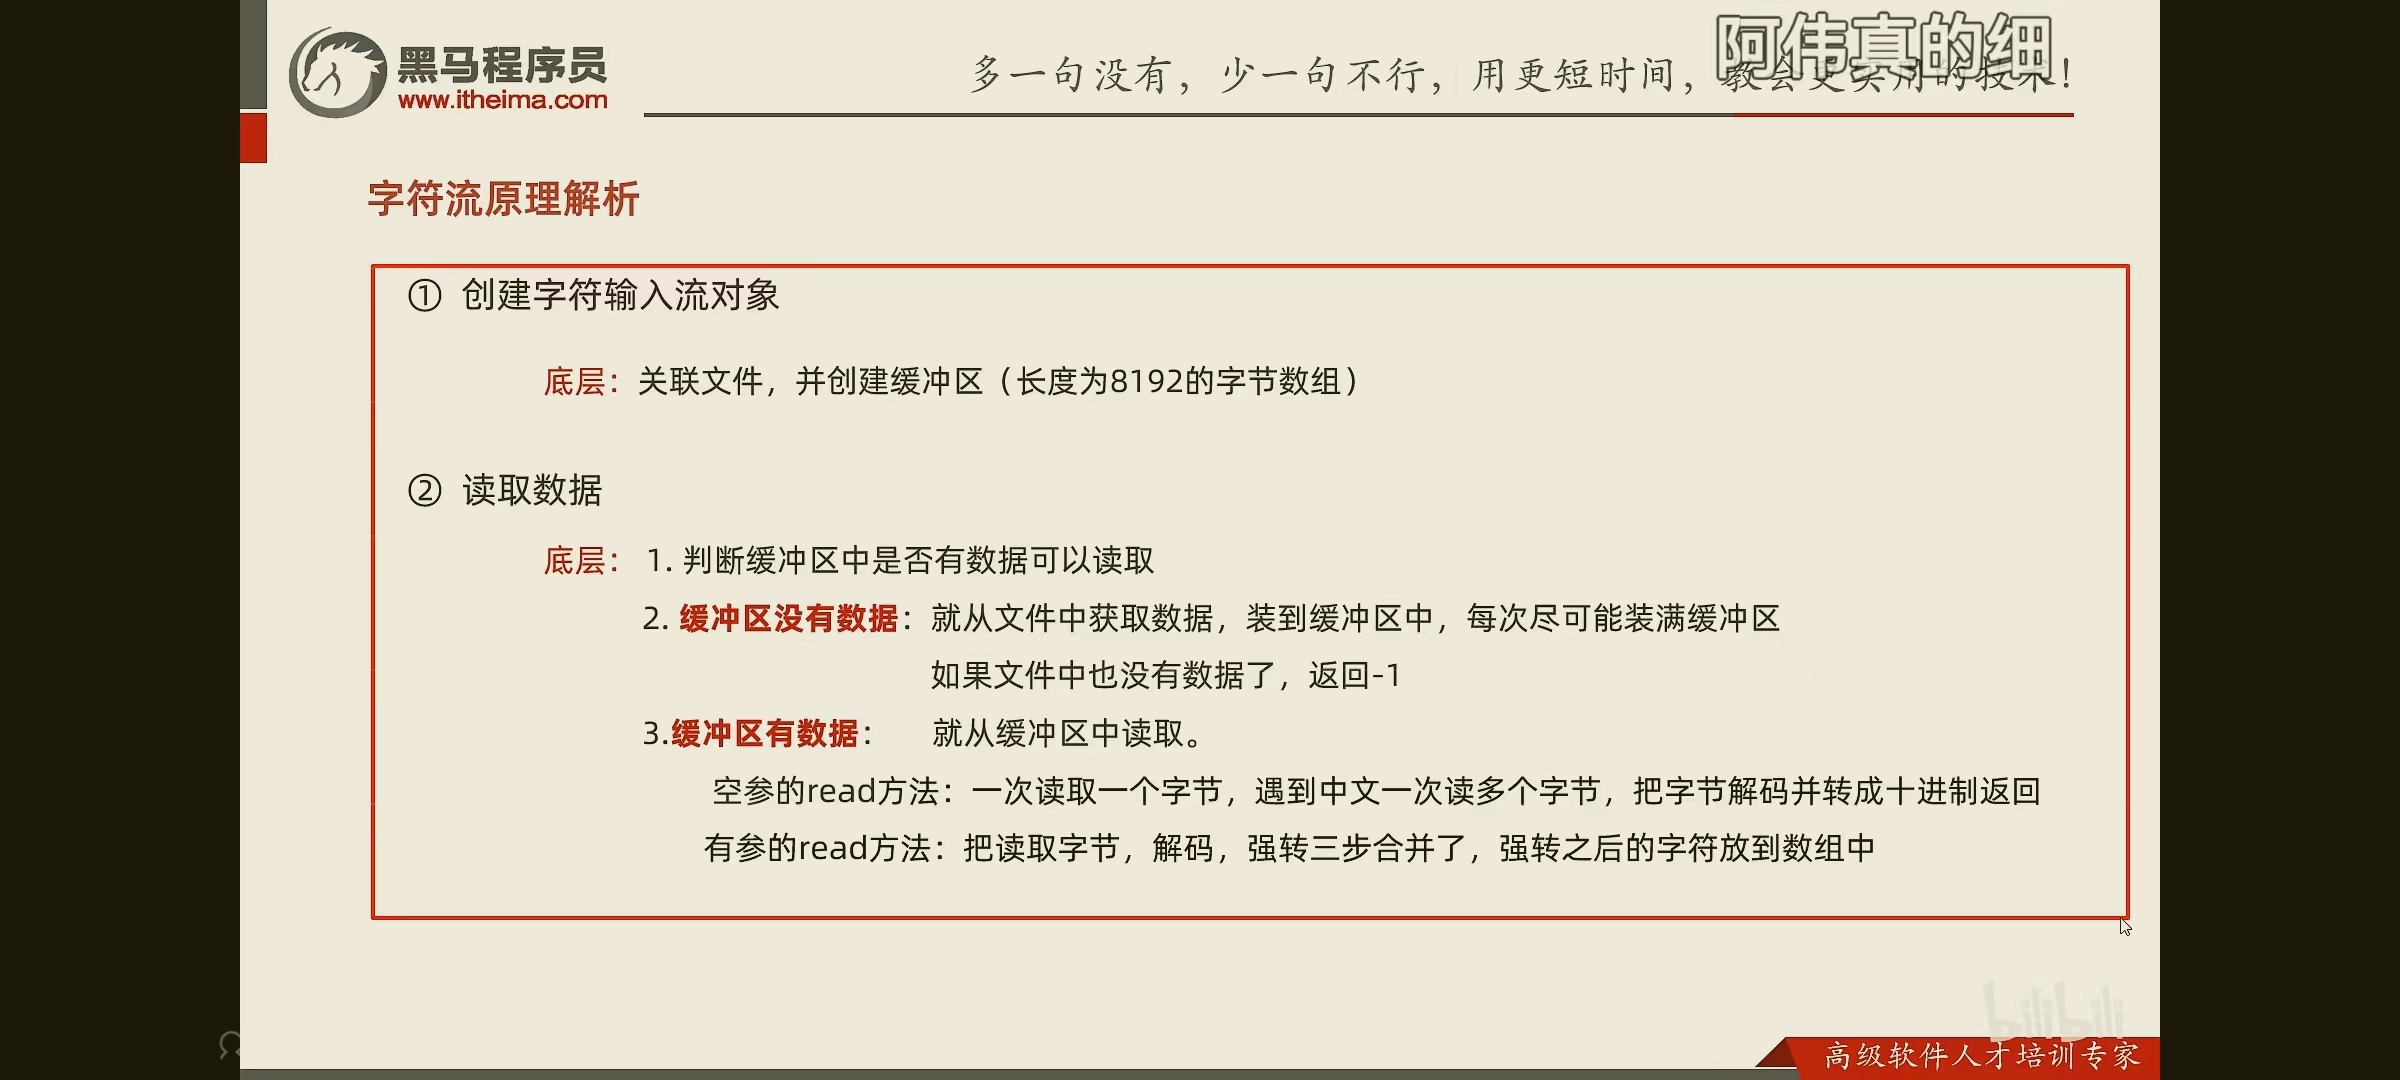 黑马程序员
www.itheima.com
多一句没有，少一句不行，用更短时间，教会更实用的技术！
阿伟真的细
字符流原理解析
① 创建字符输入流对象
底层：关联文件，并创建缓冲区（长度为8192的字节数组）
② 读取数据
底层： 1. 判断缓冲区中是否有数据可以读取
2. 缓冲区没有数据：就从文件中获取数据，装到缓冲区中，每次尽可能装满缓冲区
如果文件中也没有数据了，返回-1
3.缓冲区有数据： 就从缓冲区中读取。
空参的read方法：一次读取一个字节，遇到中文一次读多个字节，把字节解码并转成十进制返回
有参的read方法：把读取字节，解码，强转三步合并了，强转之后的字符放到数组中
bilibili
高级软件人才培训专家